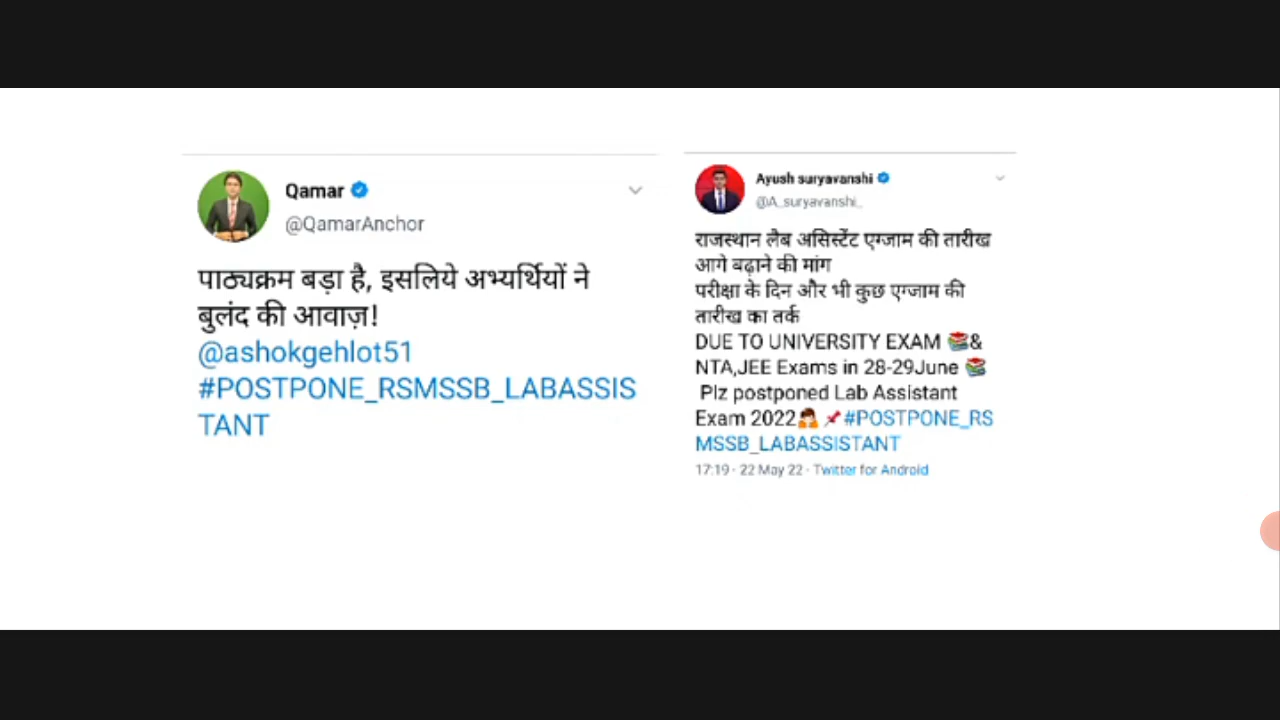 Qamar
@QamarAnchor
पाठ्यक्रम बड़ा है, इसलिये अभ्यर्थियों ने
बुलंद की आवाज़!
@ashokgehlot51
#POSTPONE_RSMSSB_LABASSIS
TANT
Ayush suryavanshi
@A_suryavanshi_
राजस्थान लैब असिस्टेंट एग्जाम की तारीख
आगे बढ़ाने की मांग
परीक्षा के दिन और भी कुछ एग्जाम की
तारीख का तर्क
DUE TO UNIVERSITY EXAM 📚&
NTA,JEE Exams in 28-29June 📚
Plz postponed Lab Assistant
Exam 2022🙇📌#POSTPONE_RS
MSSB_LABASSISTANT
17:19 · 22 May 22 · Twitter for Android